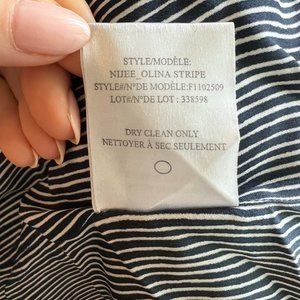 STYLE/MODÈLE:
NIJEE_OLINA STRIPE
STYLE#/N°DE MODÈLE:F1102509
LOT#/N°DE LOT : 338598
DRY CLEAN ONLY
NETTOYER À SEC SEULEMENT